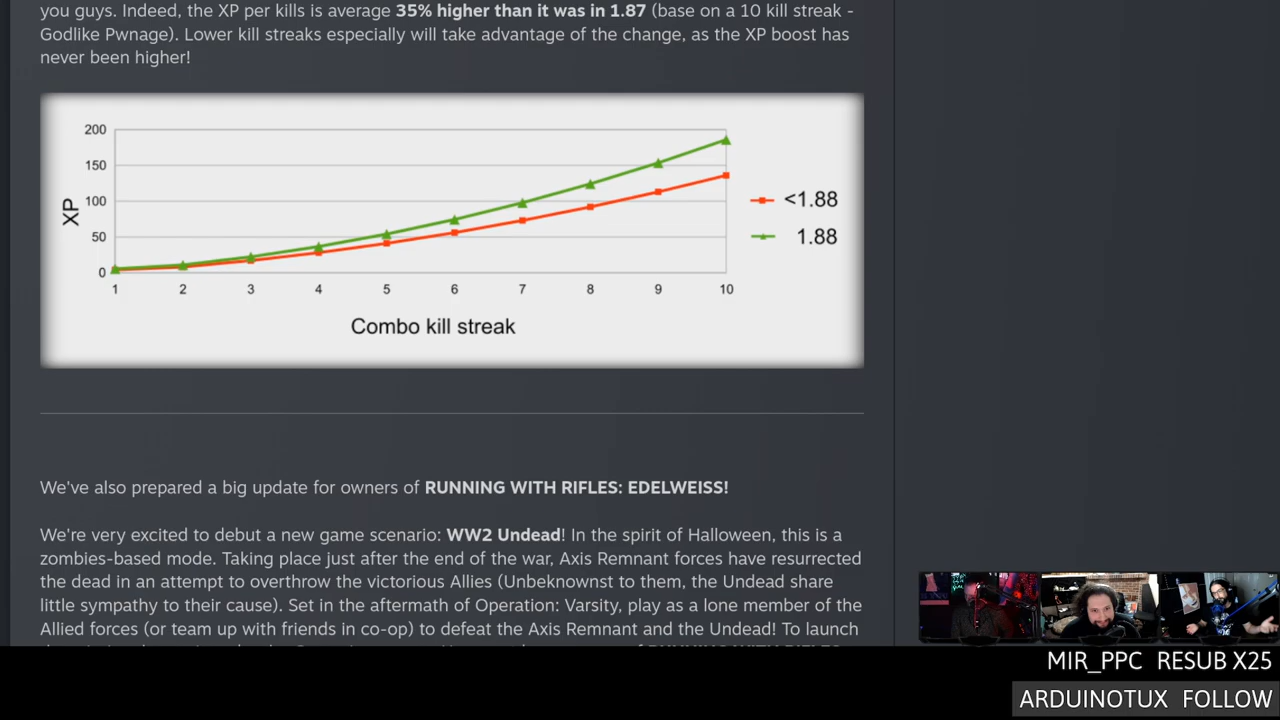 you guys. Indeed, the XP per kills is average 35% higher than it was in 1.87 (base on a 10 kill streak -
Godlike Pwnage). Lower kill streaks especially will take advantage of the change, as the XP boost has
never been higher!
200
150
100
50
0
XP
1 2 3 4 5 6 7 8 9 10
Combo kill streak
<1.88
1.88
We've also prepared a big update for owners of RUNNING WITH RIFLES: EDELWEISS!
We're very excited to debut a new game scenario: WW2 Undead! In the spirit of Halloween, this is a
zombies-based mode. Taking place just after the end of the war, Axis Remnant forces have resurrected
the dead in an attempt to overthrow the victorious Allies (Unbeknownst to them, the Undead share
little sympathy to their cause). Set in the aftermath of Operation: Varsity, play as a lone member of the
Allied forces (or team up with friends in co-op) to defeat the Axis Remnant and the Undead! To launch
MIR_PPC RESUB X25
ARDUINOTUX FOLLOW